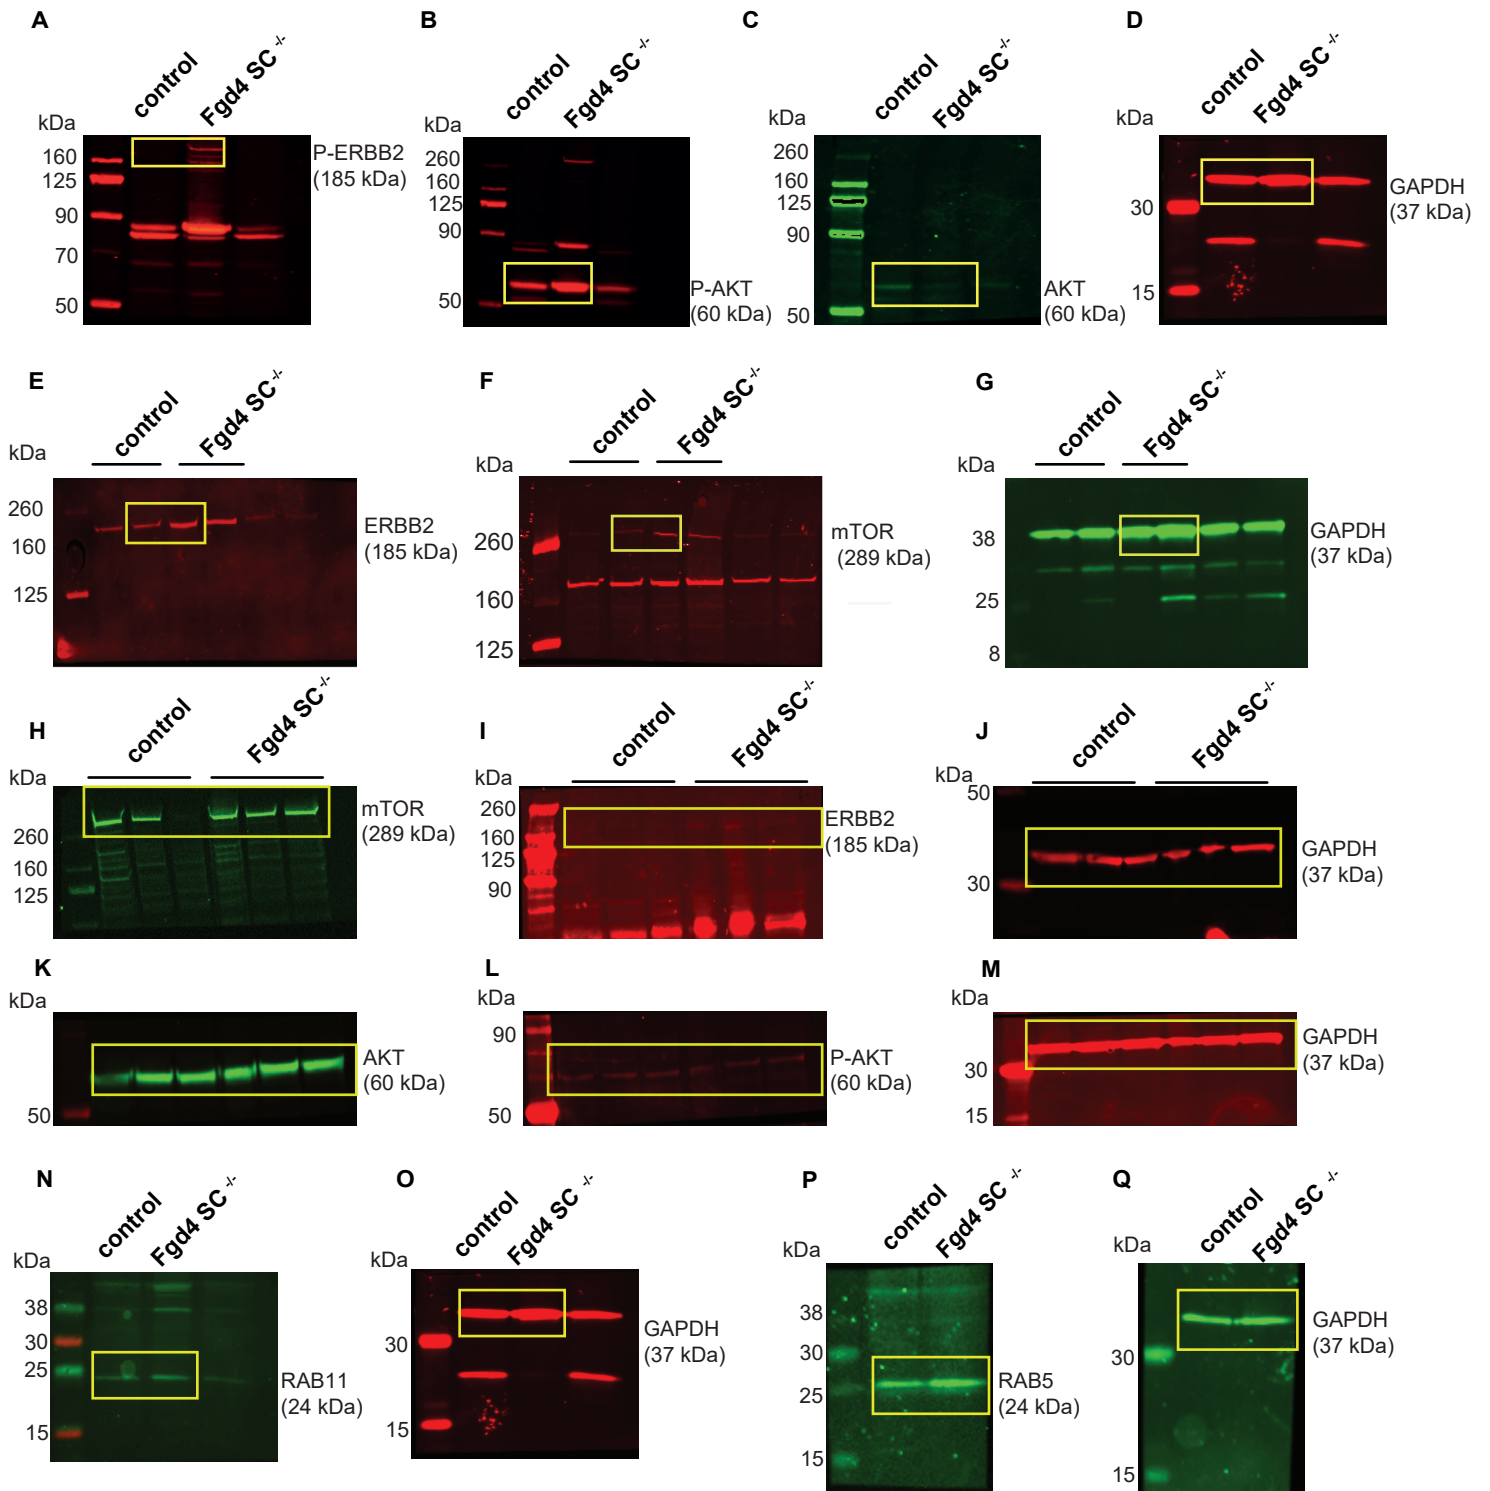 A
control
Fgd4 SC -/-
kDa
160
125
90
70
50
P-ERBB2
(185 kDa)
B
control
Fgd4 SC -/-
kDa
260
160
125
90
50
P-AKT
(60 kDa)
C
control
Fgd4 SC -/-
kDa
260
160
125
90
50
AKT
(60 kDa)
D
control
Fgd4 SC -/-
kDa
30
15
GAPDH
(37 kDa)
E
control
Fgd4 SC -/-
kDa
260
160
125
ERBB2
(185 kDa)
F
control
Fgd4 SC -/-
kDa
260
160
125
mTOR
(289 kDa)
G
control
Fgd4 SC -/-
kDa
38
25
8
GAPDH
(37 kDa)
H
control
Fgd4 SC -/-
kDa
260
160
125
mTOR
(289 kDa)
I
control
Fgd4 SC -/-
kDa
260
160
125
90
ERBB2
(185 kDa)
J
control
Fgd4 SC -/-
kDa
50
30
GAPDH
(37 kDa)
K
kDa
50
AKT
(60 kDa)
L
kDa
90
50
P-AKT
(60 kDa)
M
kDa
30
15
GAPDH
(37 kDa)
N
control
Fgd4 SC -/-
kDa
38
30
25
15
RAB11
(24 kDa)
O
control
Fgd4 SC -/-
kDa
30
15
GAPDH
(37 kDa)
P
control
Fgd4 SC -/-
kDa
38
30
25
15
RAB5
(24 kDa)
Q
control
Fgd4 SC -/-
kDa
30
15
GAPDH
(37 kDa)